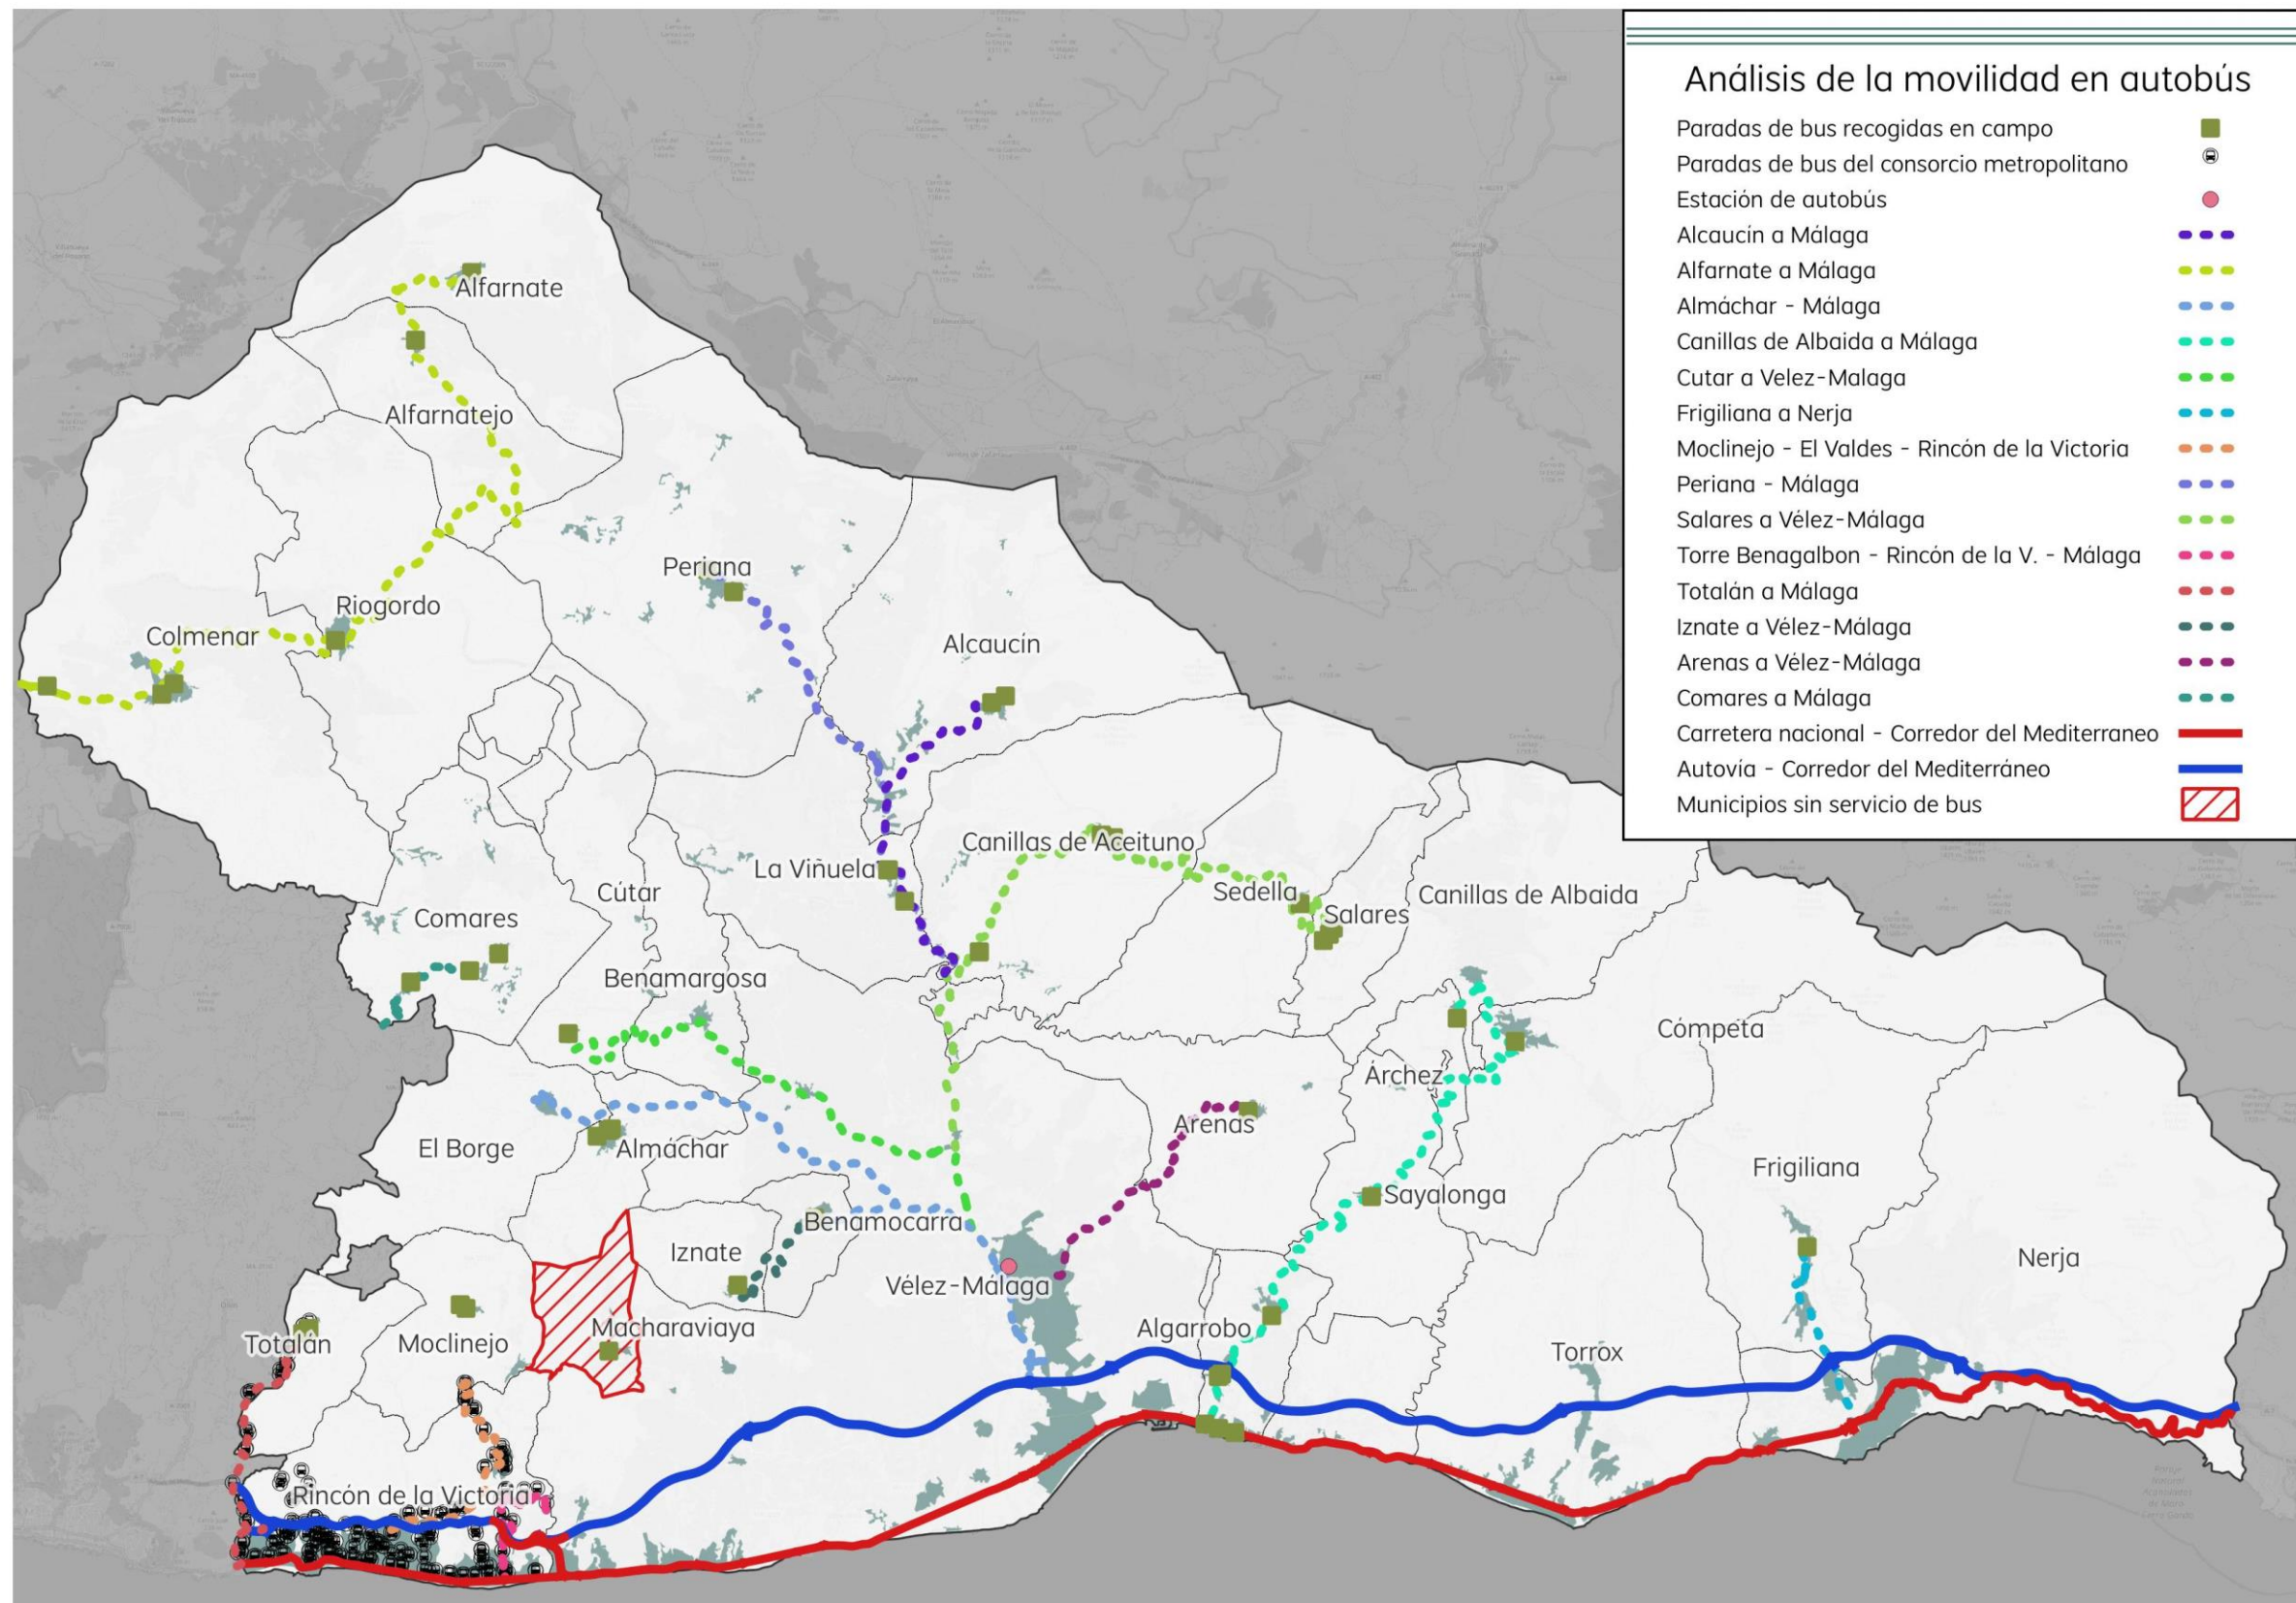 Análisis de la movilidad en autobús
Paradas de bus recogidas en campo
Paradas de bus del consorcio metropolitano
Estación de autobús
Alcaucín a Málaga
Alfarnate a Málaga
Almáchar - Málaga
Canillas de Albaida a Málaga
Cutar a Velez-Malaga
Frigiliana a Nerja
Moclinejo - El Valdes - Rincón de la Victoria
Periana - Málaga
Salares a Vélez-Málaga
Torre Benagalbon - Rincón de la V. - Málaga
Totalán a Málaga
Iznate a Vélez-Málaga
Arenas a Vélez-Málaga
Comares a Málaga
Carretera nacional - Corredor del Mediterraneo
Autovía - Corredor del Mediterráneo
Municipios sin servicio de bus
Alfarnate
Alfarnatejo
Periana
Riogordo
Colmenar
Alcaucín
Canillas de Aceituno
La Viñuela
Cútar
Sedella
Canillas de Albaida
Salares
Comares
Benamargosa
Cómpeta
Árchez
Arenas
El Borge
Almáchar
Frigiliana
Sayalonga
Benamocarra
Iznate
Nerja
Vélez-Málaga
Macharaviaya
Algarrobo
Totalán
Moclinejo
Torrox
Rincón de la Victoria